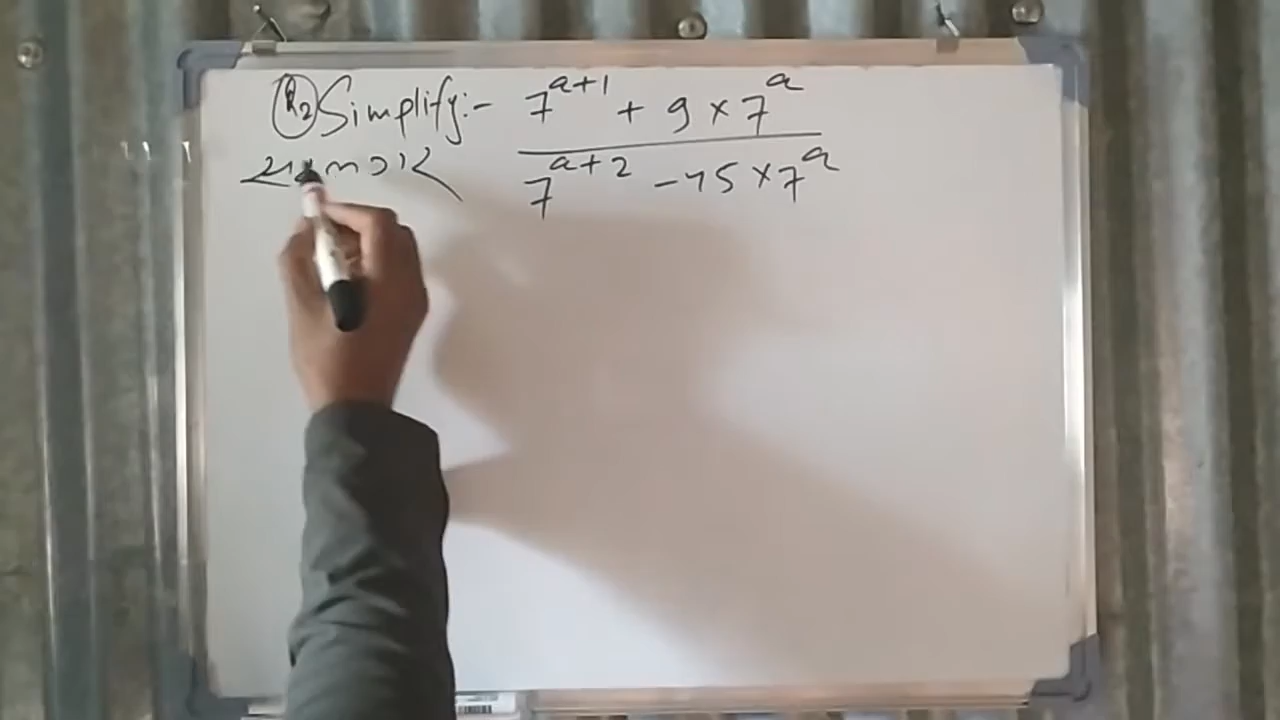 Q2 Simplify:- 7^{a+1} + 9 × 7^a
7^{a+2} - 45 × 7^a